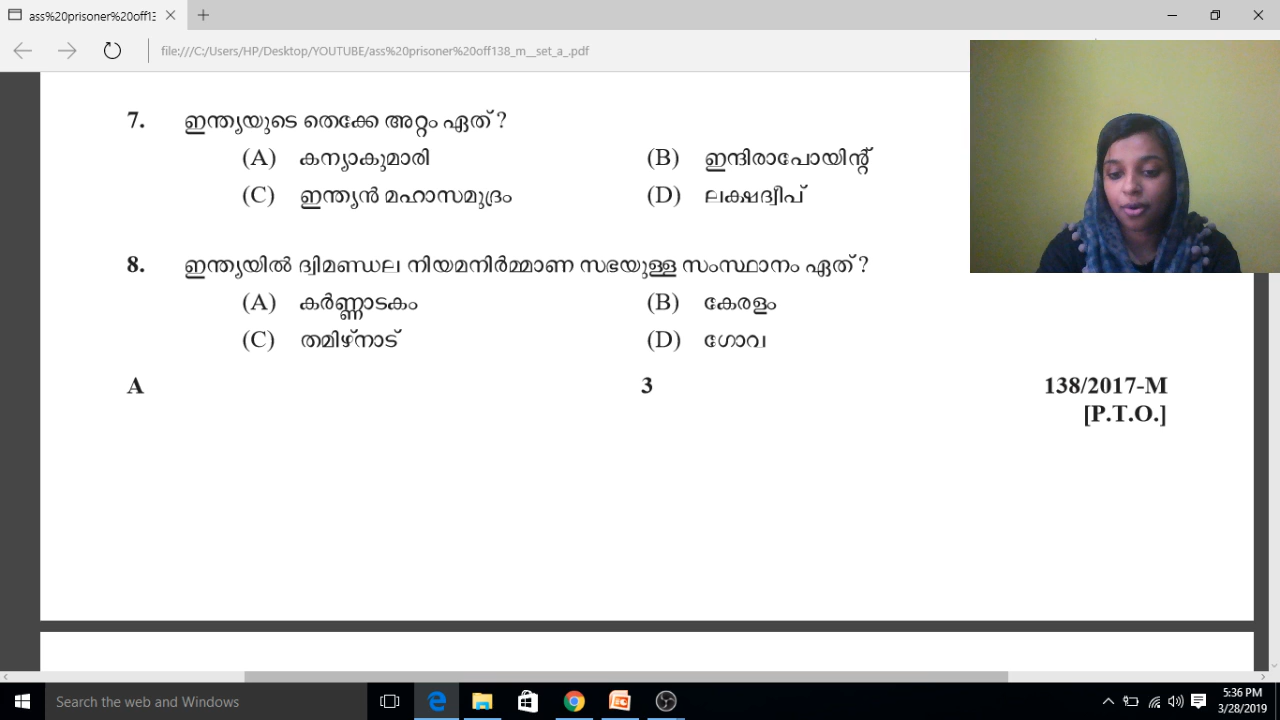 ass%20prisoner%20off13
file:///C:/Users/HP/Desktop/YOUTUBE/ass%20prisoner%20off138_m__set_a_.pdf
7. ഇന്ത്യയുടെ തെക്കേ അറ്റം ഏത് ?
(A) കന്യാകുമാരി (B) ഇന്ദിരാപോയിന്റ്
(C) ഇന്ത്യൻ മഹാസമുദ്രം (D) ലക്ഷദ്വീപ്
8. ഇന്ത്യയിൽ ദ്വിമണ്ഡല നിയമനിർമ്മാണ സഭയുള്ള സംസ്ഥാനം ഏത് ?
(A) കർണ്ണാടകം (B) കേരളം
(C) തമിഴ്നാട് (D) ഗോവ
A 3 138/2017-M
[P.T.O.]
Search the web and Windows
5:36 PM
3/28/2019